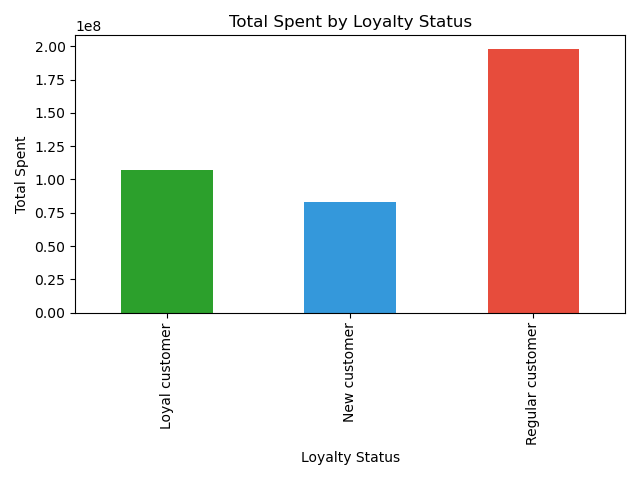 Total Spent by Loyalty Status
1e8
2.00
1.75
1.50
1.25
1.00
0.75
0.50
0.25
0.00
Total Spent
Loyal customer
New customer
Regular customer
Loyalty Status